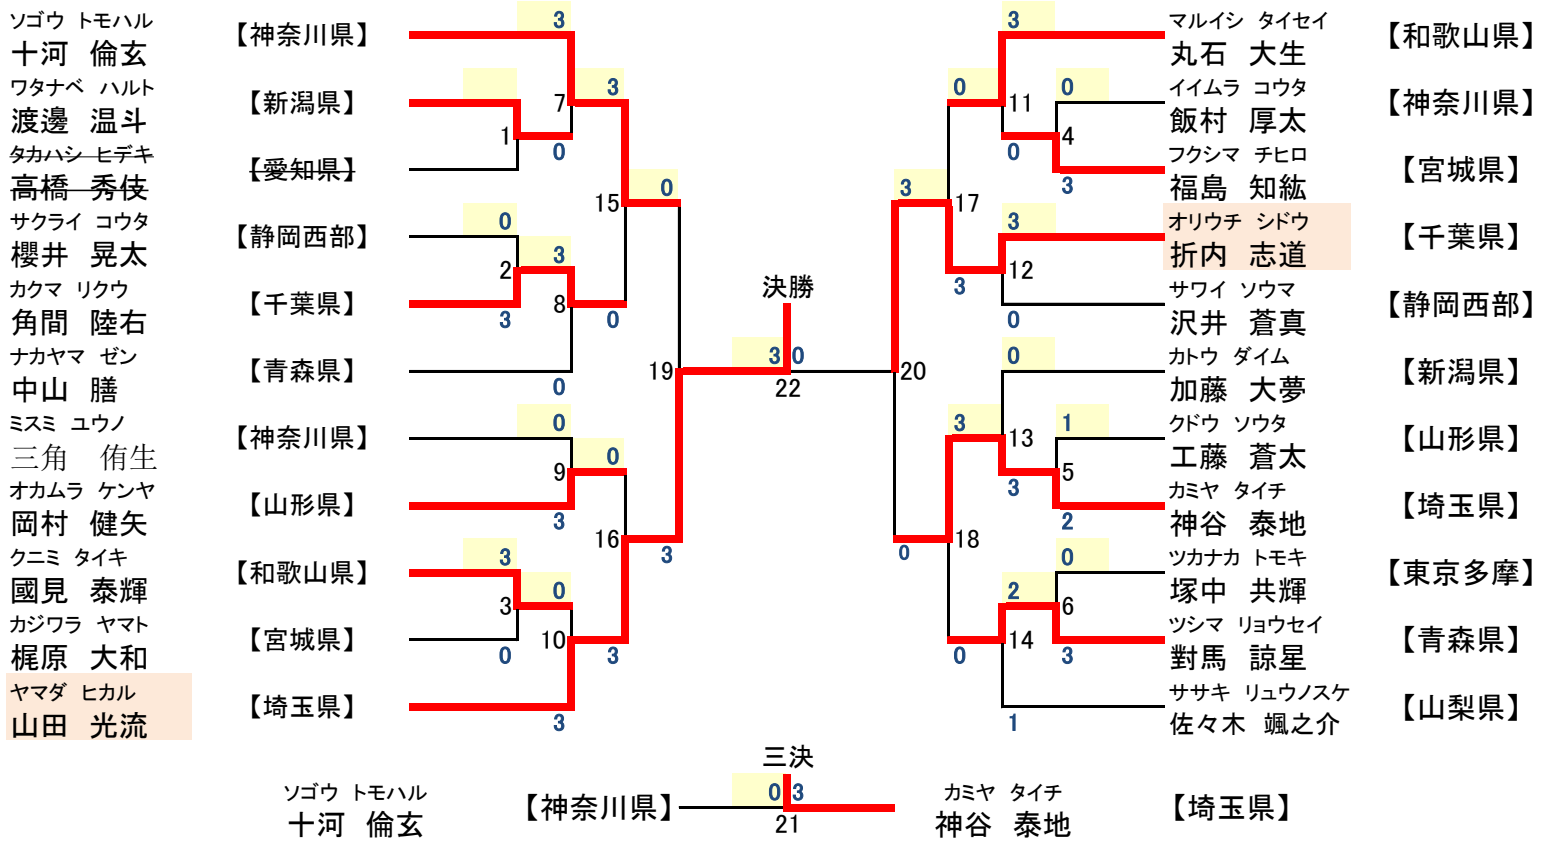 ソゴウ トモハル
十河 倫玄
【神奈川県】
3
ワタナベ ハルト
渡邊 温斗
【新潟県】
1
7
3
0
タカハシ ヒデキ
高橋 秀伎
【愛知県】
15
0
サクライ コウタ
櫻井 晃太
【静岡西部】
0
2
3
カクマ リクウ
角間 陸右
【千葉県】
3
8
0
ナカヤマ ゼン
中山 膳
【青森県】
0
19
ミスミ ユウノ
三角 侑生
【神奈川県】
0
9
0
オカムラ ケンヤ
岡村 健矢
【山形県】
3
16
3
クニミ タイキ
國見 泰輝
【和歌山県】
3
3
0
カジワラ ヤマト
梶原 大和
【宮城県】
0
10
3
ヤマダ ヒカル
山田 光流
【埼玉県】
3
決勝
3 0
22
マルイシ タイセイ
丸石 大生
【和歌山県】
3
0
11
イイムラ コウタ
飯村 厚太
【神奈川県】
0
4
0
フクシマ チヒロ
福島 知紘
【宮城県】
3
3
17
オリウチ シドウ
折内 志道
【千葉県】
3
12
3
サワイ ソウマ
沢井 蒼真
【静岡西部】
0
20
カトウ ダイム
加藤 大夢
【新潟県】
0
3
13
クドウ ソウタ
工藤 蒼太
【山形県】
1
5
3
カミヤ タイチ
神谷 泰地
【埼玉県】
2
0
18
ツカナカ トモキ
塚中 共輝
【東京多摩】
0
2
6
ツシマ リョウセイ
對馬 諒星
【青森県】
3
14
0
ササキ リュウノスケ
佐々木 颯之介
【山梨県】
1
三決
ソゴウ トモハル
十河 倫玄
【神奈川県】
0 3
21
カミヤ タイチ
神谷 泰地
【埼玉県】